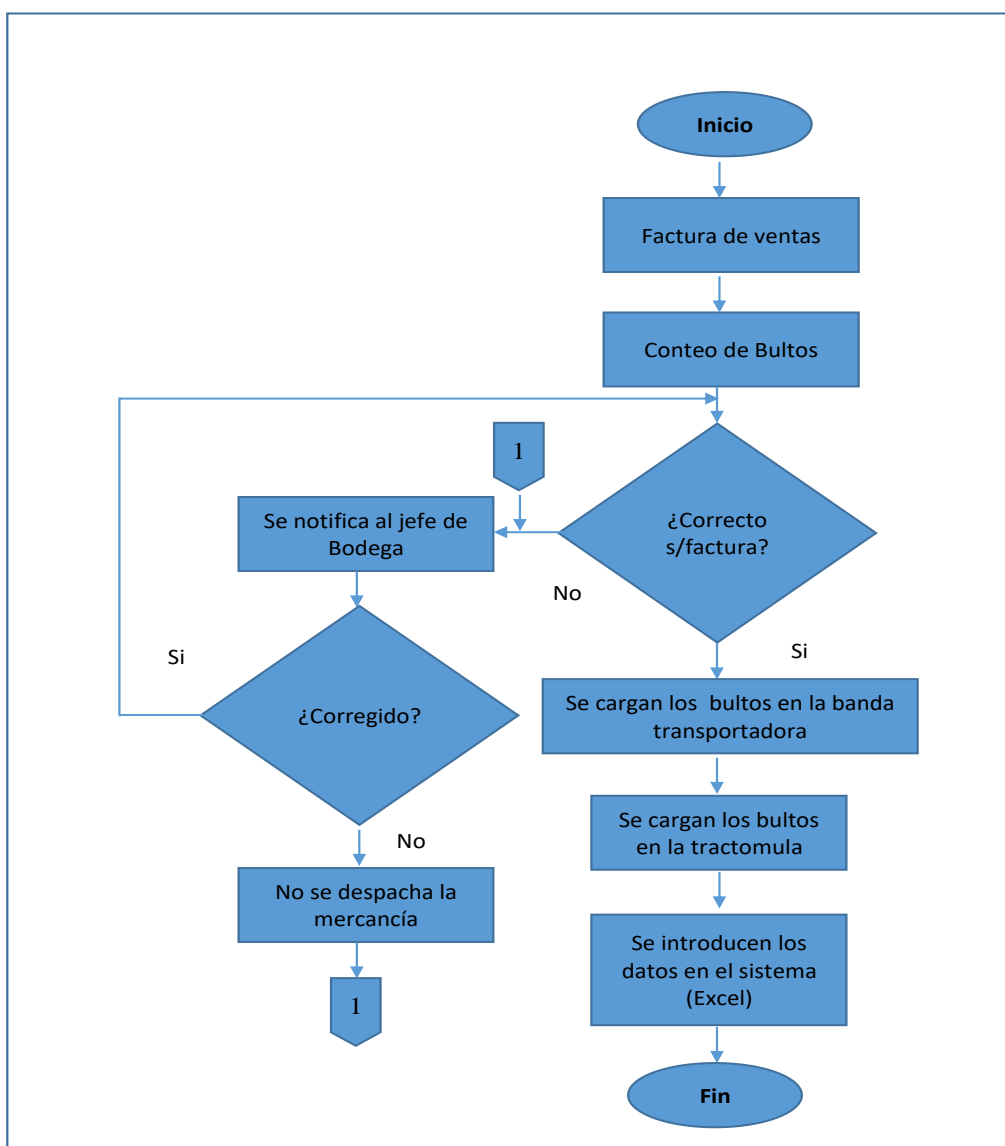 Inicio
Factura de ventas
Conteo de Bultos
1
¿Correcto
s/factura?
Se notifica al jefe de
Bodega
No
Si
Si
¿Corregido?
Se cargan los bultos en la banda
transportadora
No
Se cargan los bultos
en la tractomula
No se despacha la
mercancía
Se introducen los
datos en el sistema
(Excel)
1
Fin